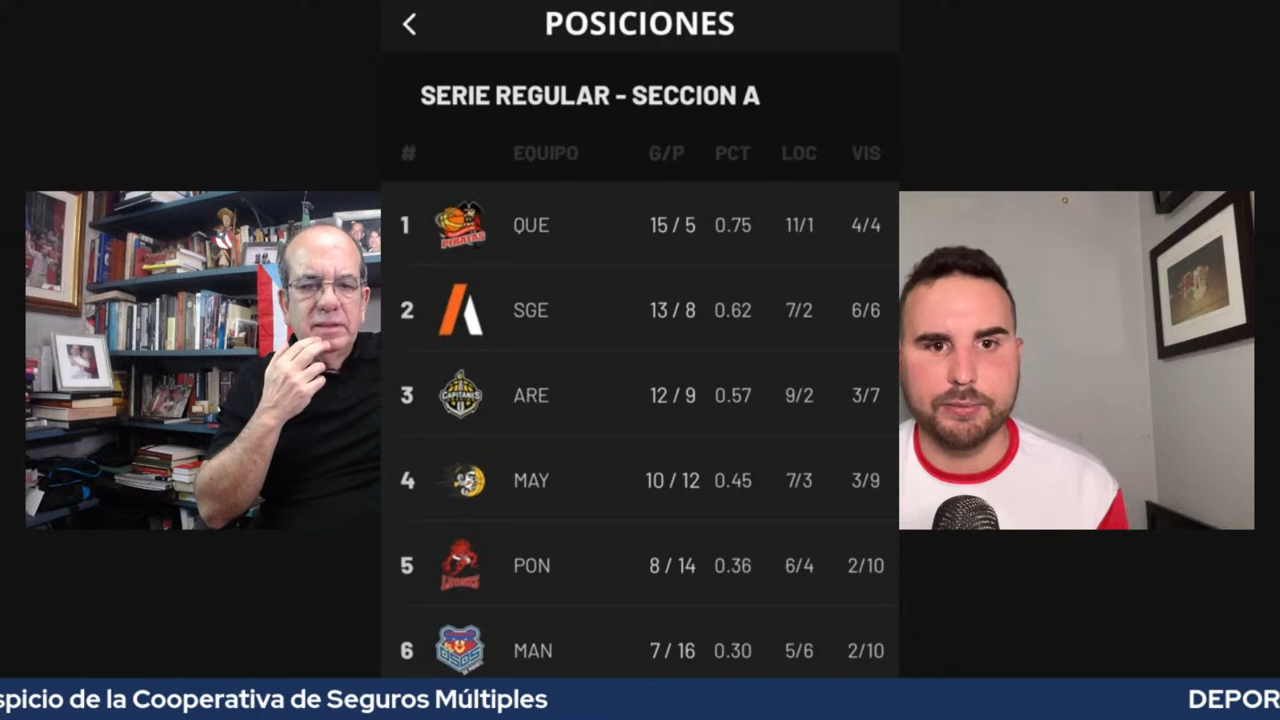 POSICIONES
SERIE REGULAR - SECCION A
# EQUIPO G/P PCT LOC VIS
1 PIRATAS QUE 15 / 5 0.75 11/1 4/4
2 SGE 13 / 8 0.62 7/2 6/6
3 CAPITANES ARE 12 / 9 0.57 9/2 3/7
4 MAY 10 / 12 0.45 7/3 3/9
5 LEONES PON 8 / 14 0.36 6/4 2/10
6 OSOS MAN 7 / 16 0.30 5/6 2/10
spicio de la Cooperativa de Seguros Múltiples DEPOR